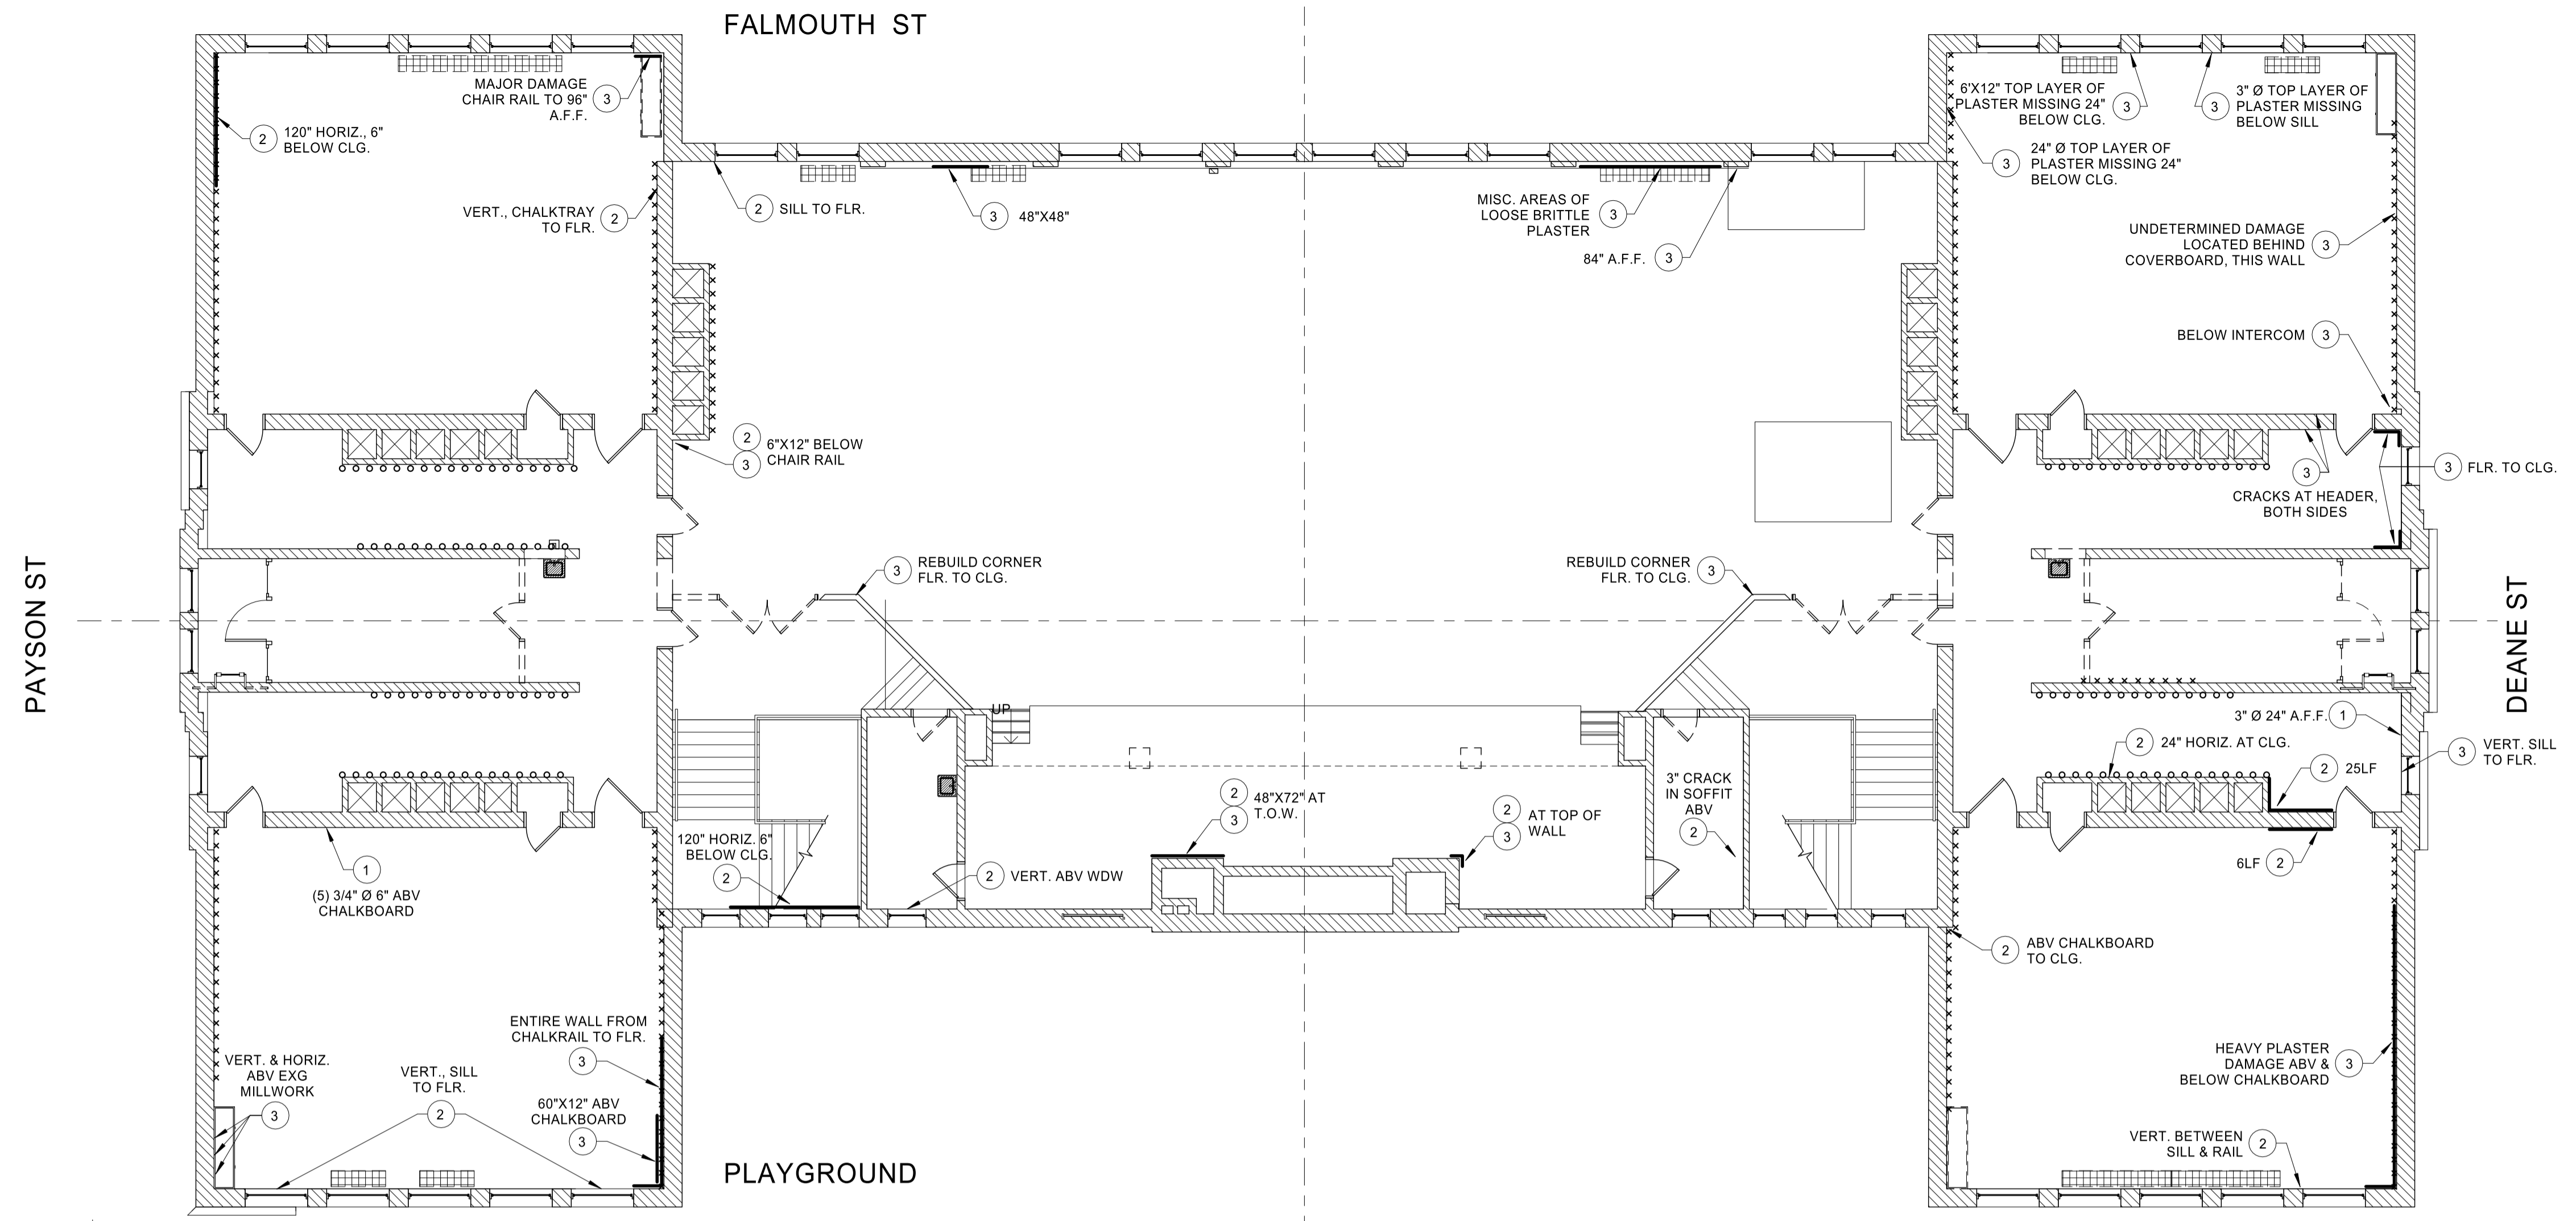 FALMOUTH ST
MAJOR DAMAGE
CHAIR RAIL TO 96"
A.F.F.
3
2
120" HORIZ., 6"
BELOW CLG.
VERT., CHALKTRAY
TO FLR.
2
2
SILL TO FLR.
3
48"X48"
MISC. AREAS OF
LOOSE BRITTLE
PLASTER
3
84" A.F.F.
3
6'X12" TOP LAYER OF
PLASTER MISSING 24"
BELOW CLG.
3
3
3" Ø TOP LAYER OF
PLASTER MISSING
BELOW SILL
3
24" Ø TOP LAYER OF
PLASTER MISSING 24"
BELOW CLG.
UNDETERMINED DAMAGE
LOCATED BEHIND
COVERBOARD, THIS WALL
3
BELOW INTERCOM
3
2
3
6"X12" BELOW
CHAIR RAIL
3
FLR. TO CLG.
3
CRACKS AT HEADER,
BOTH SIDES
PAYSON ST
3
REBUILD CORNER
FLR. TO CLG.
REBUILD CORNER
FLR. TO CLG.
3
DEANE ST
UP
3" Ø 24" A.F.F.
1
2
24" HORIZ. AT CLG.
3
VERT. SILL
TO FLR.
2
25LF
6LF
2
3" CRACK
IN SOFFIT
ABV
2
2
3
48"X72" AT
T.O.W.
2
3
AT TOP OF
WALL
120" HORIZ. 6"
BELOW CLG.
2
2
VERT. ABV WDW
1
(5) 3/4" Ø 6" ABV
CHALKBOARD
2
ABV CHALKBOARD
TO CLG.
ENTIRE WALL FROM
CHALKRAIL TO FLR.
3
VERT. & HORIZ.
ABV EXG
MILLWORK
3
VERT., SILL
TO FLR.
2
60"X12" ABV
CHALKBOARD
3
HEAVY PLASTER
DAMAGE ABV &
BELOW CHALKBOARD
3
VERT. BETWEEN
SILL & RAIL
2
PLAYGROUND